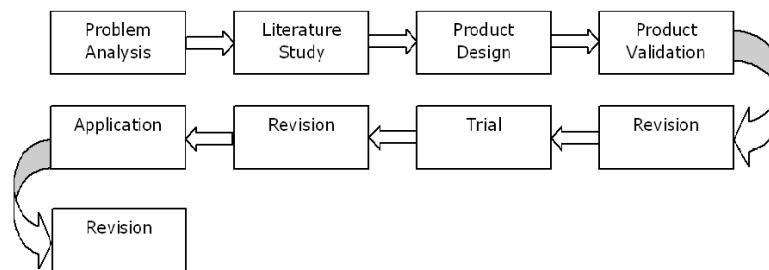 Problem
Analysis
Literature
Study
Product
Design
Product
Validation
Revision
Trial
Revision
Application
Revision